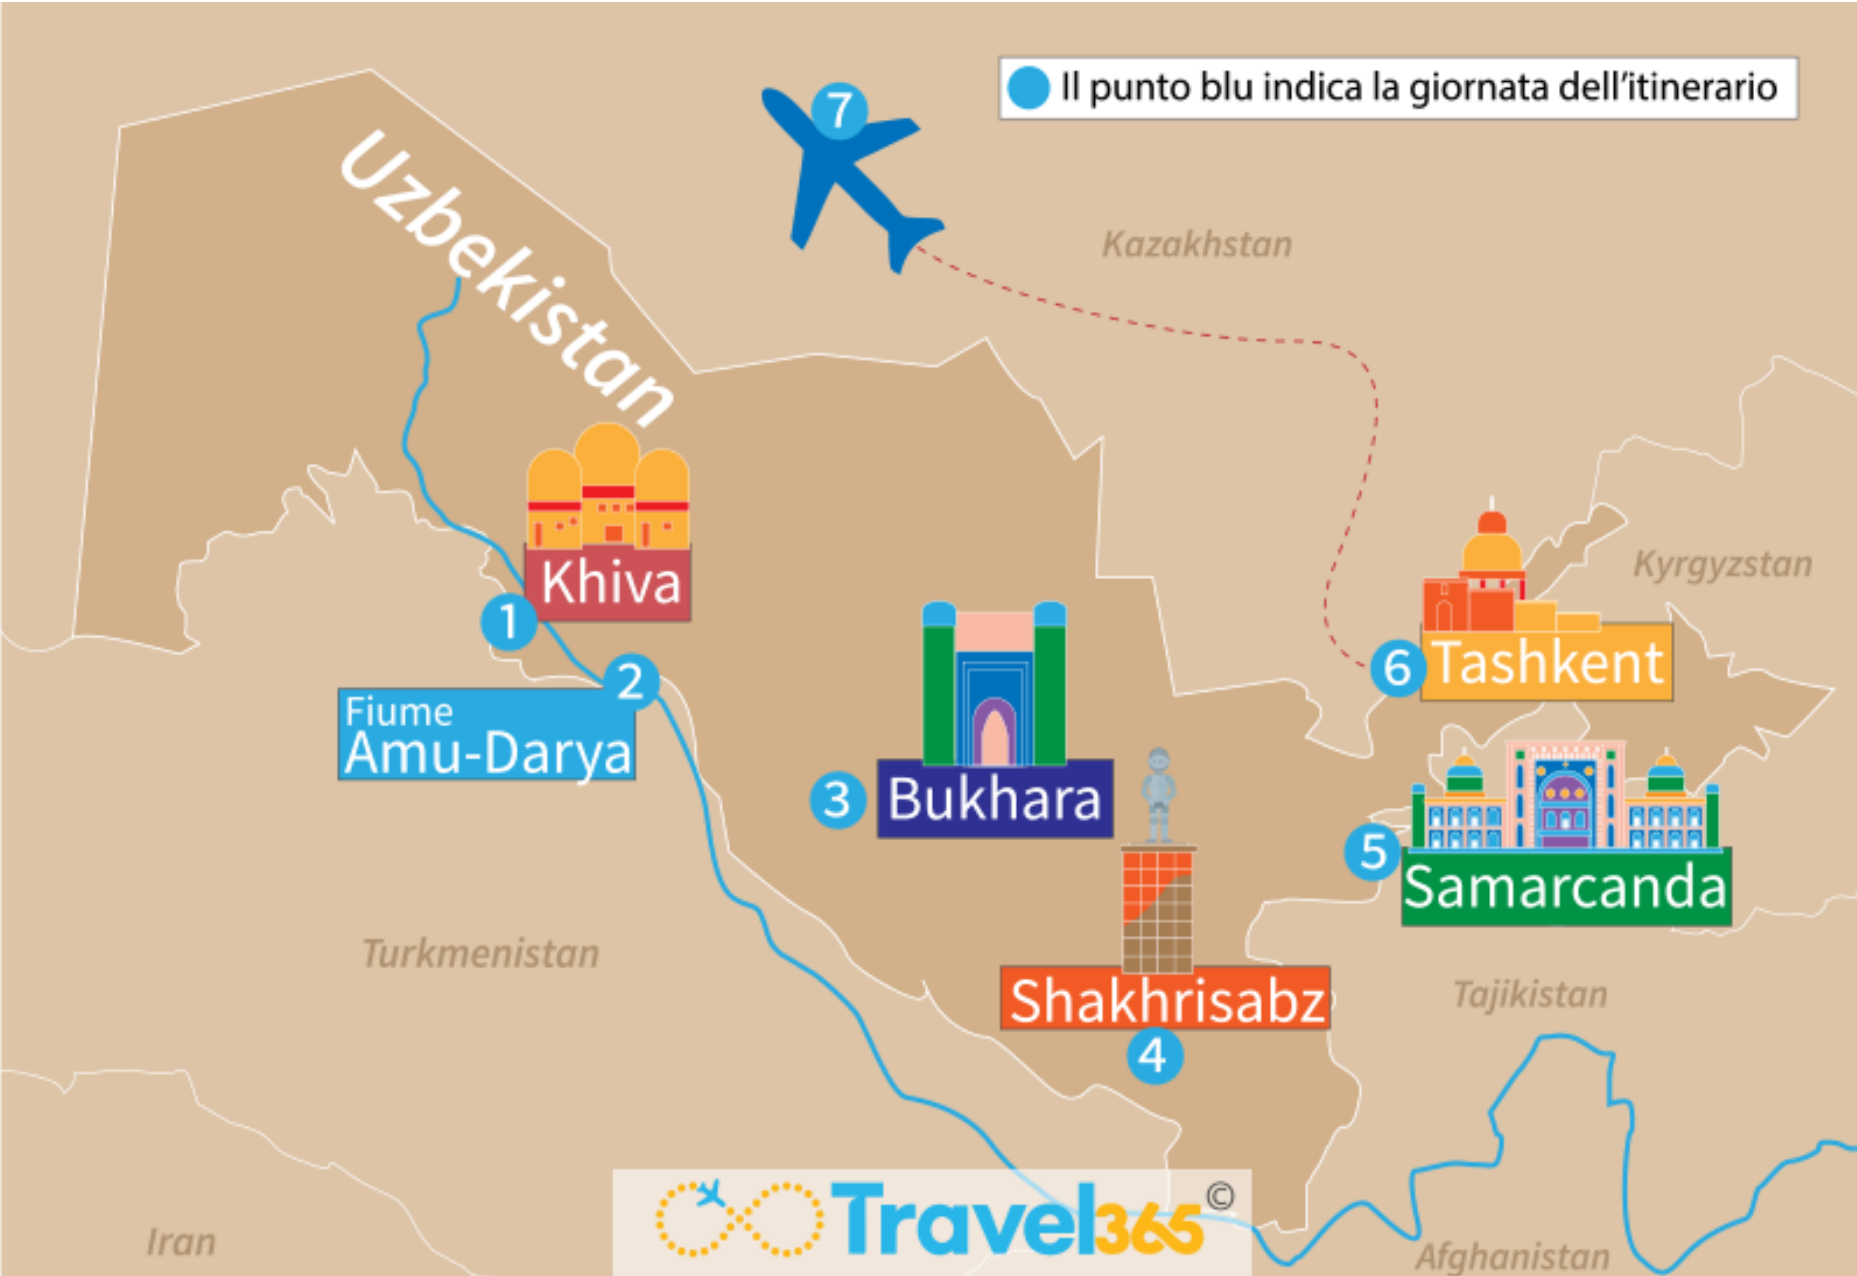 Il punto blu indica la giornata dell'itinerario
7
Uzbekistan
Kazakhstan
Khiva
1
Kyrgyzstan
6
Tashkent
2
Fiume
Amu-Darya
3
Bukhara
5
Samarcanda
Turkmenistan
Shakhrisabz
4
Tajikistan
Travel365©
Iran
Afghanistan